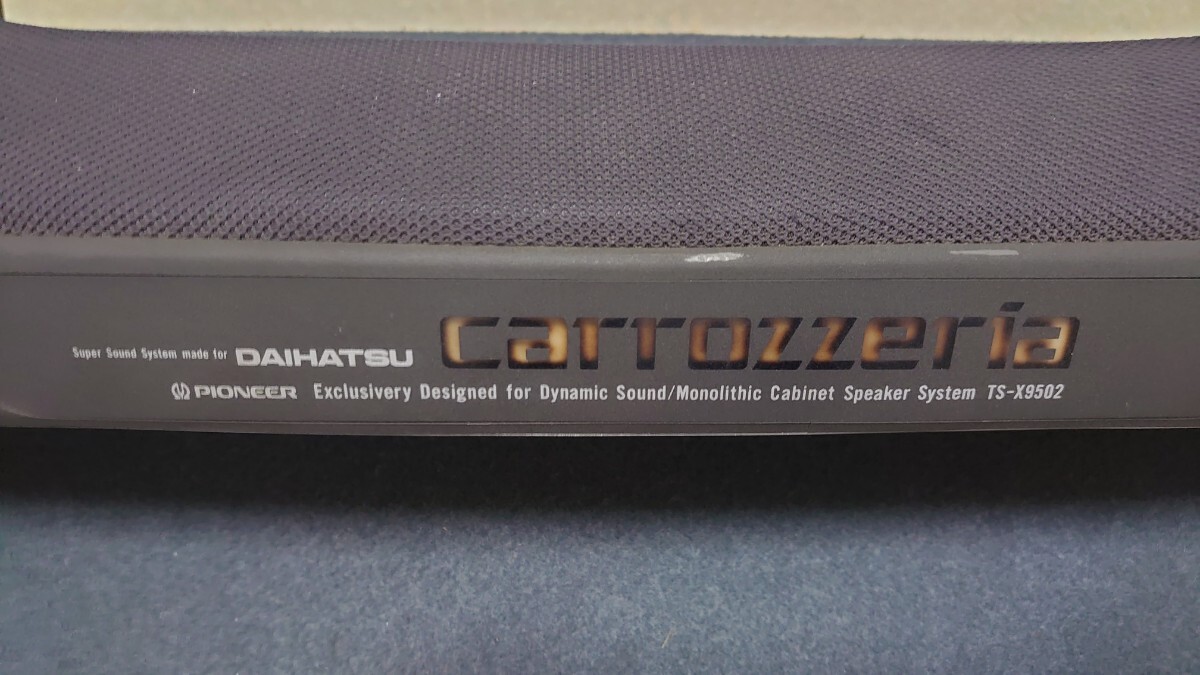 Super Sound System made for DAIHATSU carrozzeria
PIONEER Exclusivery Designed for Dynamic Sound/Monolithic Cabinet Speaker System TS-X9502